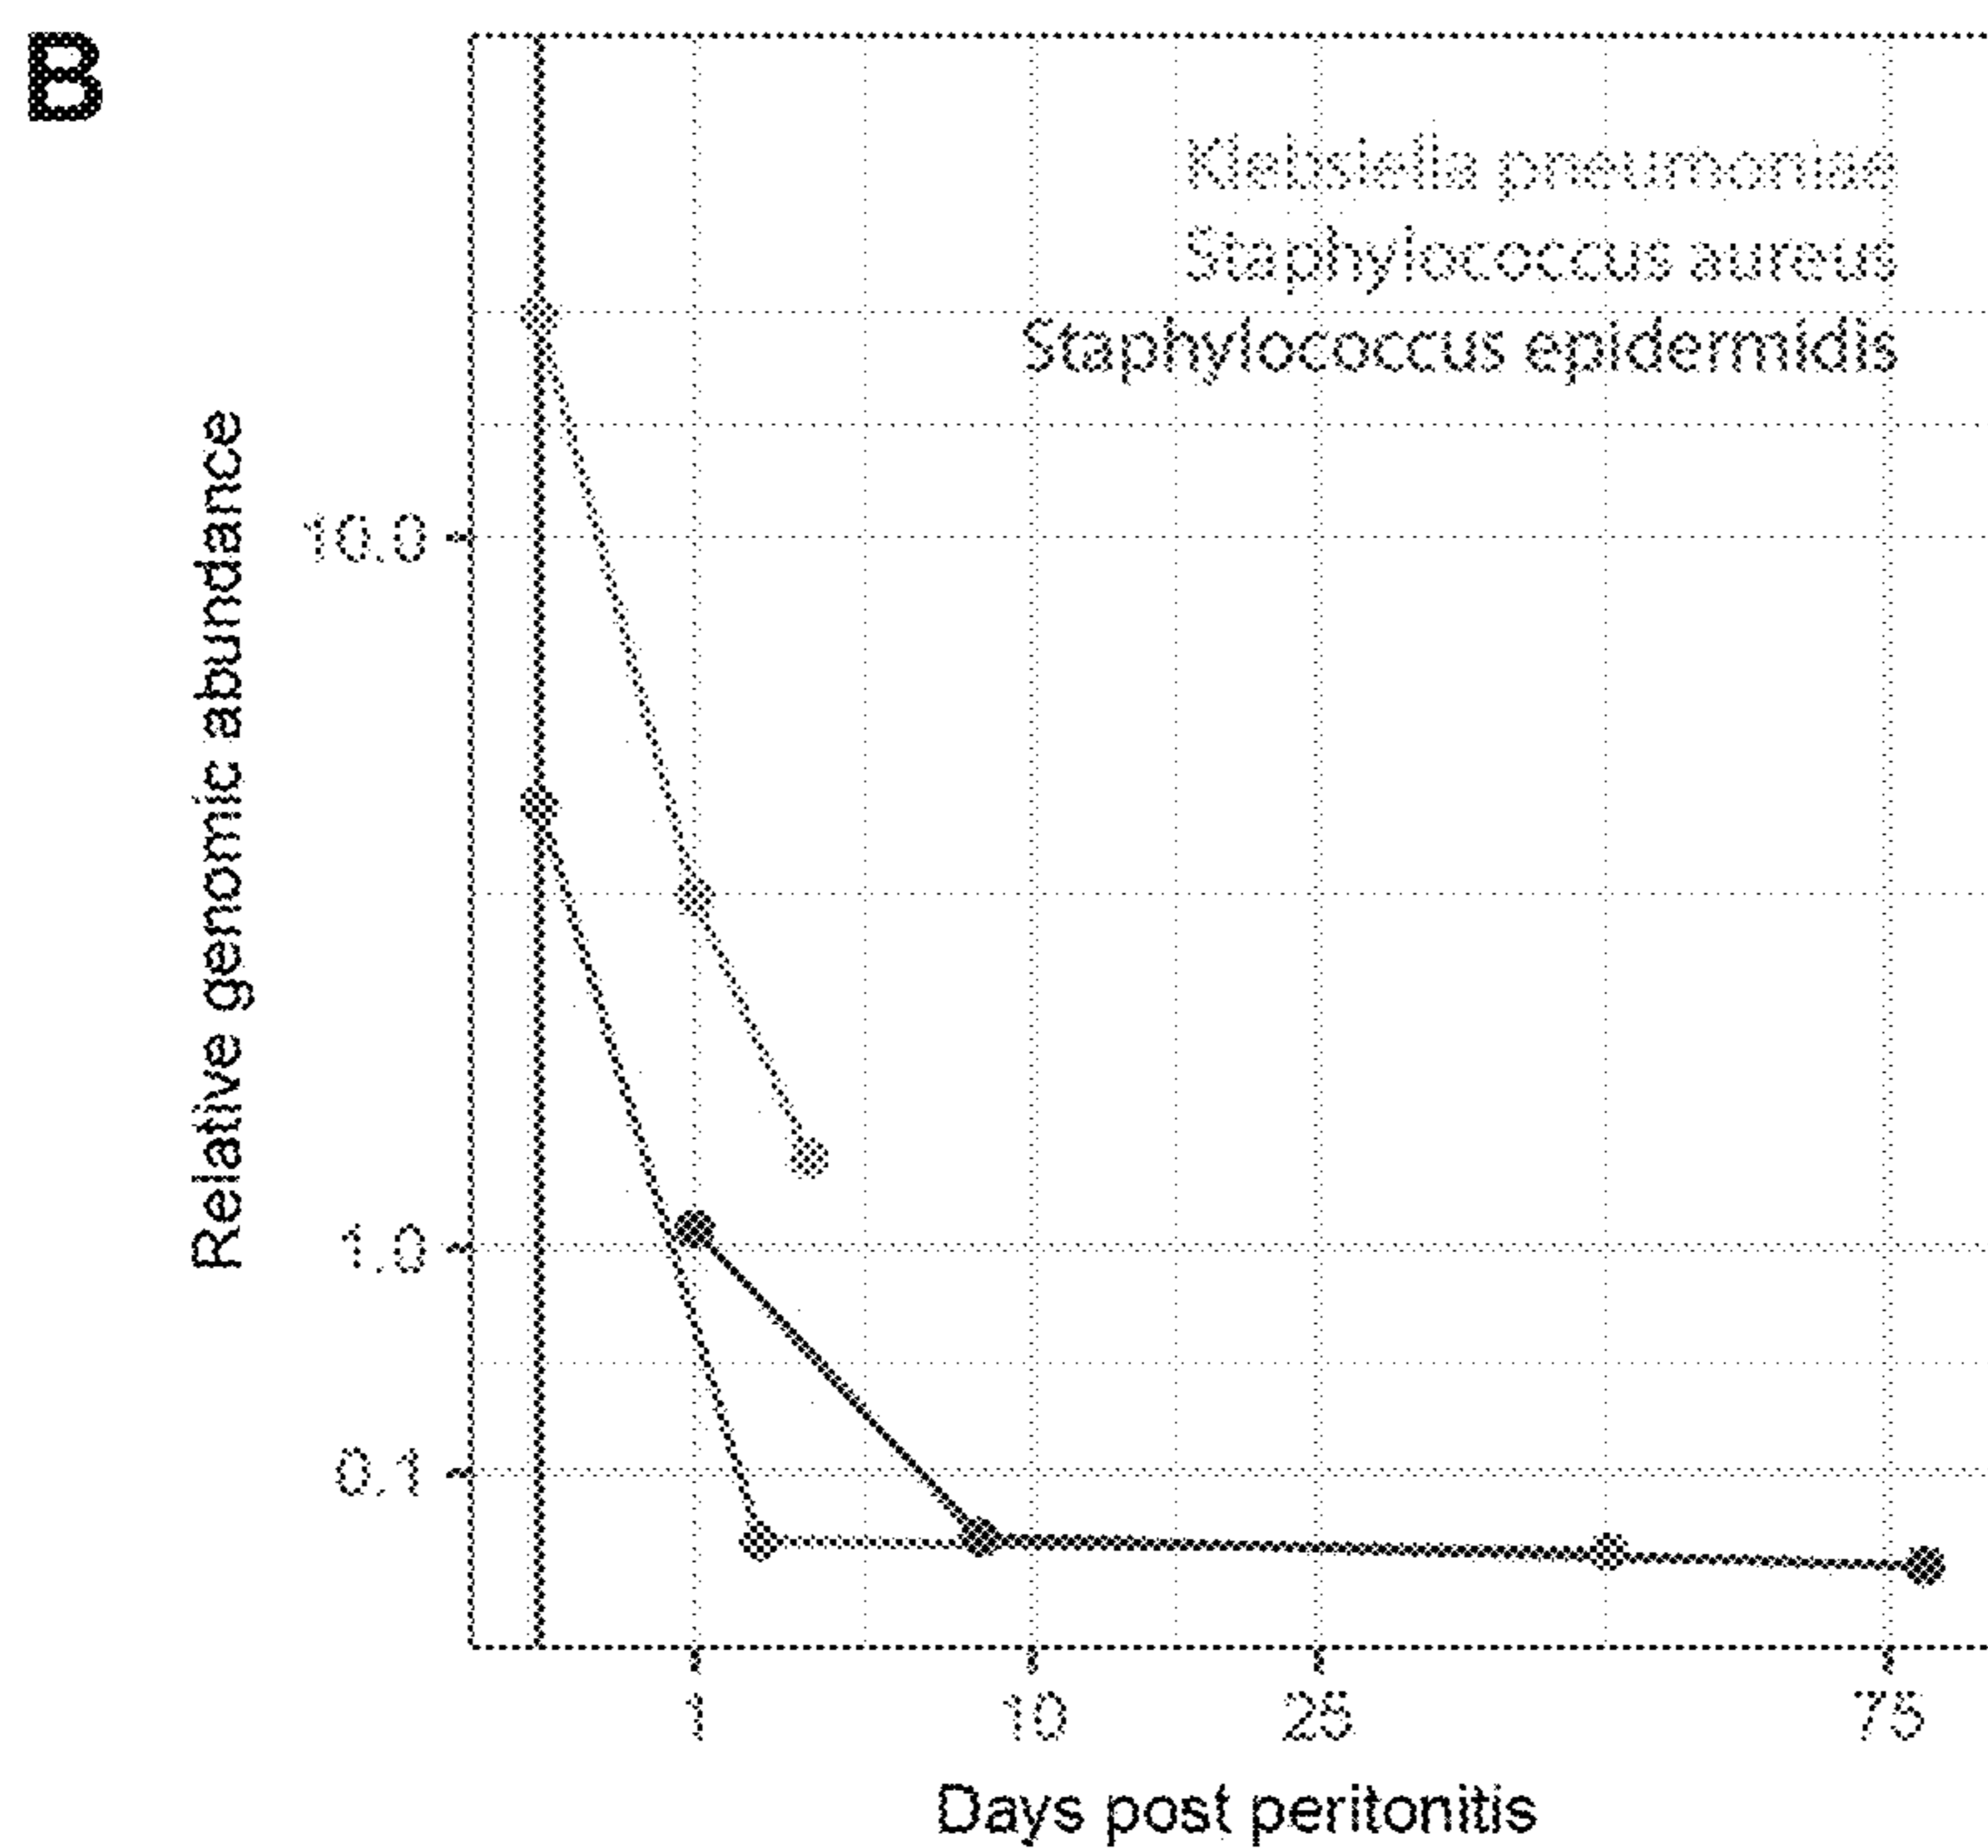 B
Klebsiella pneumoniae
Staphylococcus aureus
Staphylococcus epidermidis
Relative genomic abundance
10.0
1.0
0.1
1 10 25 75
Days post peritonitis